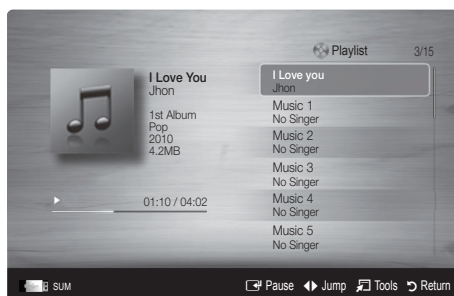 Playlist 3/15
I Love You
Jhon
1st Album
Pop
2010
4.2MB
01:10 / 04:02
I Love you
Jhon
Music 1
No Singer
Music 2
No Singer
Music 3
No Singer
Music 4
No Singer
Music 5
No Singer
SUM Pause Jump Tools Return